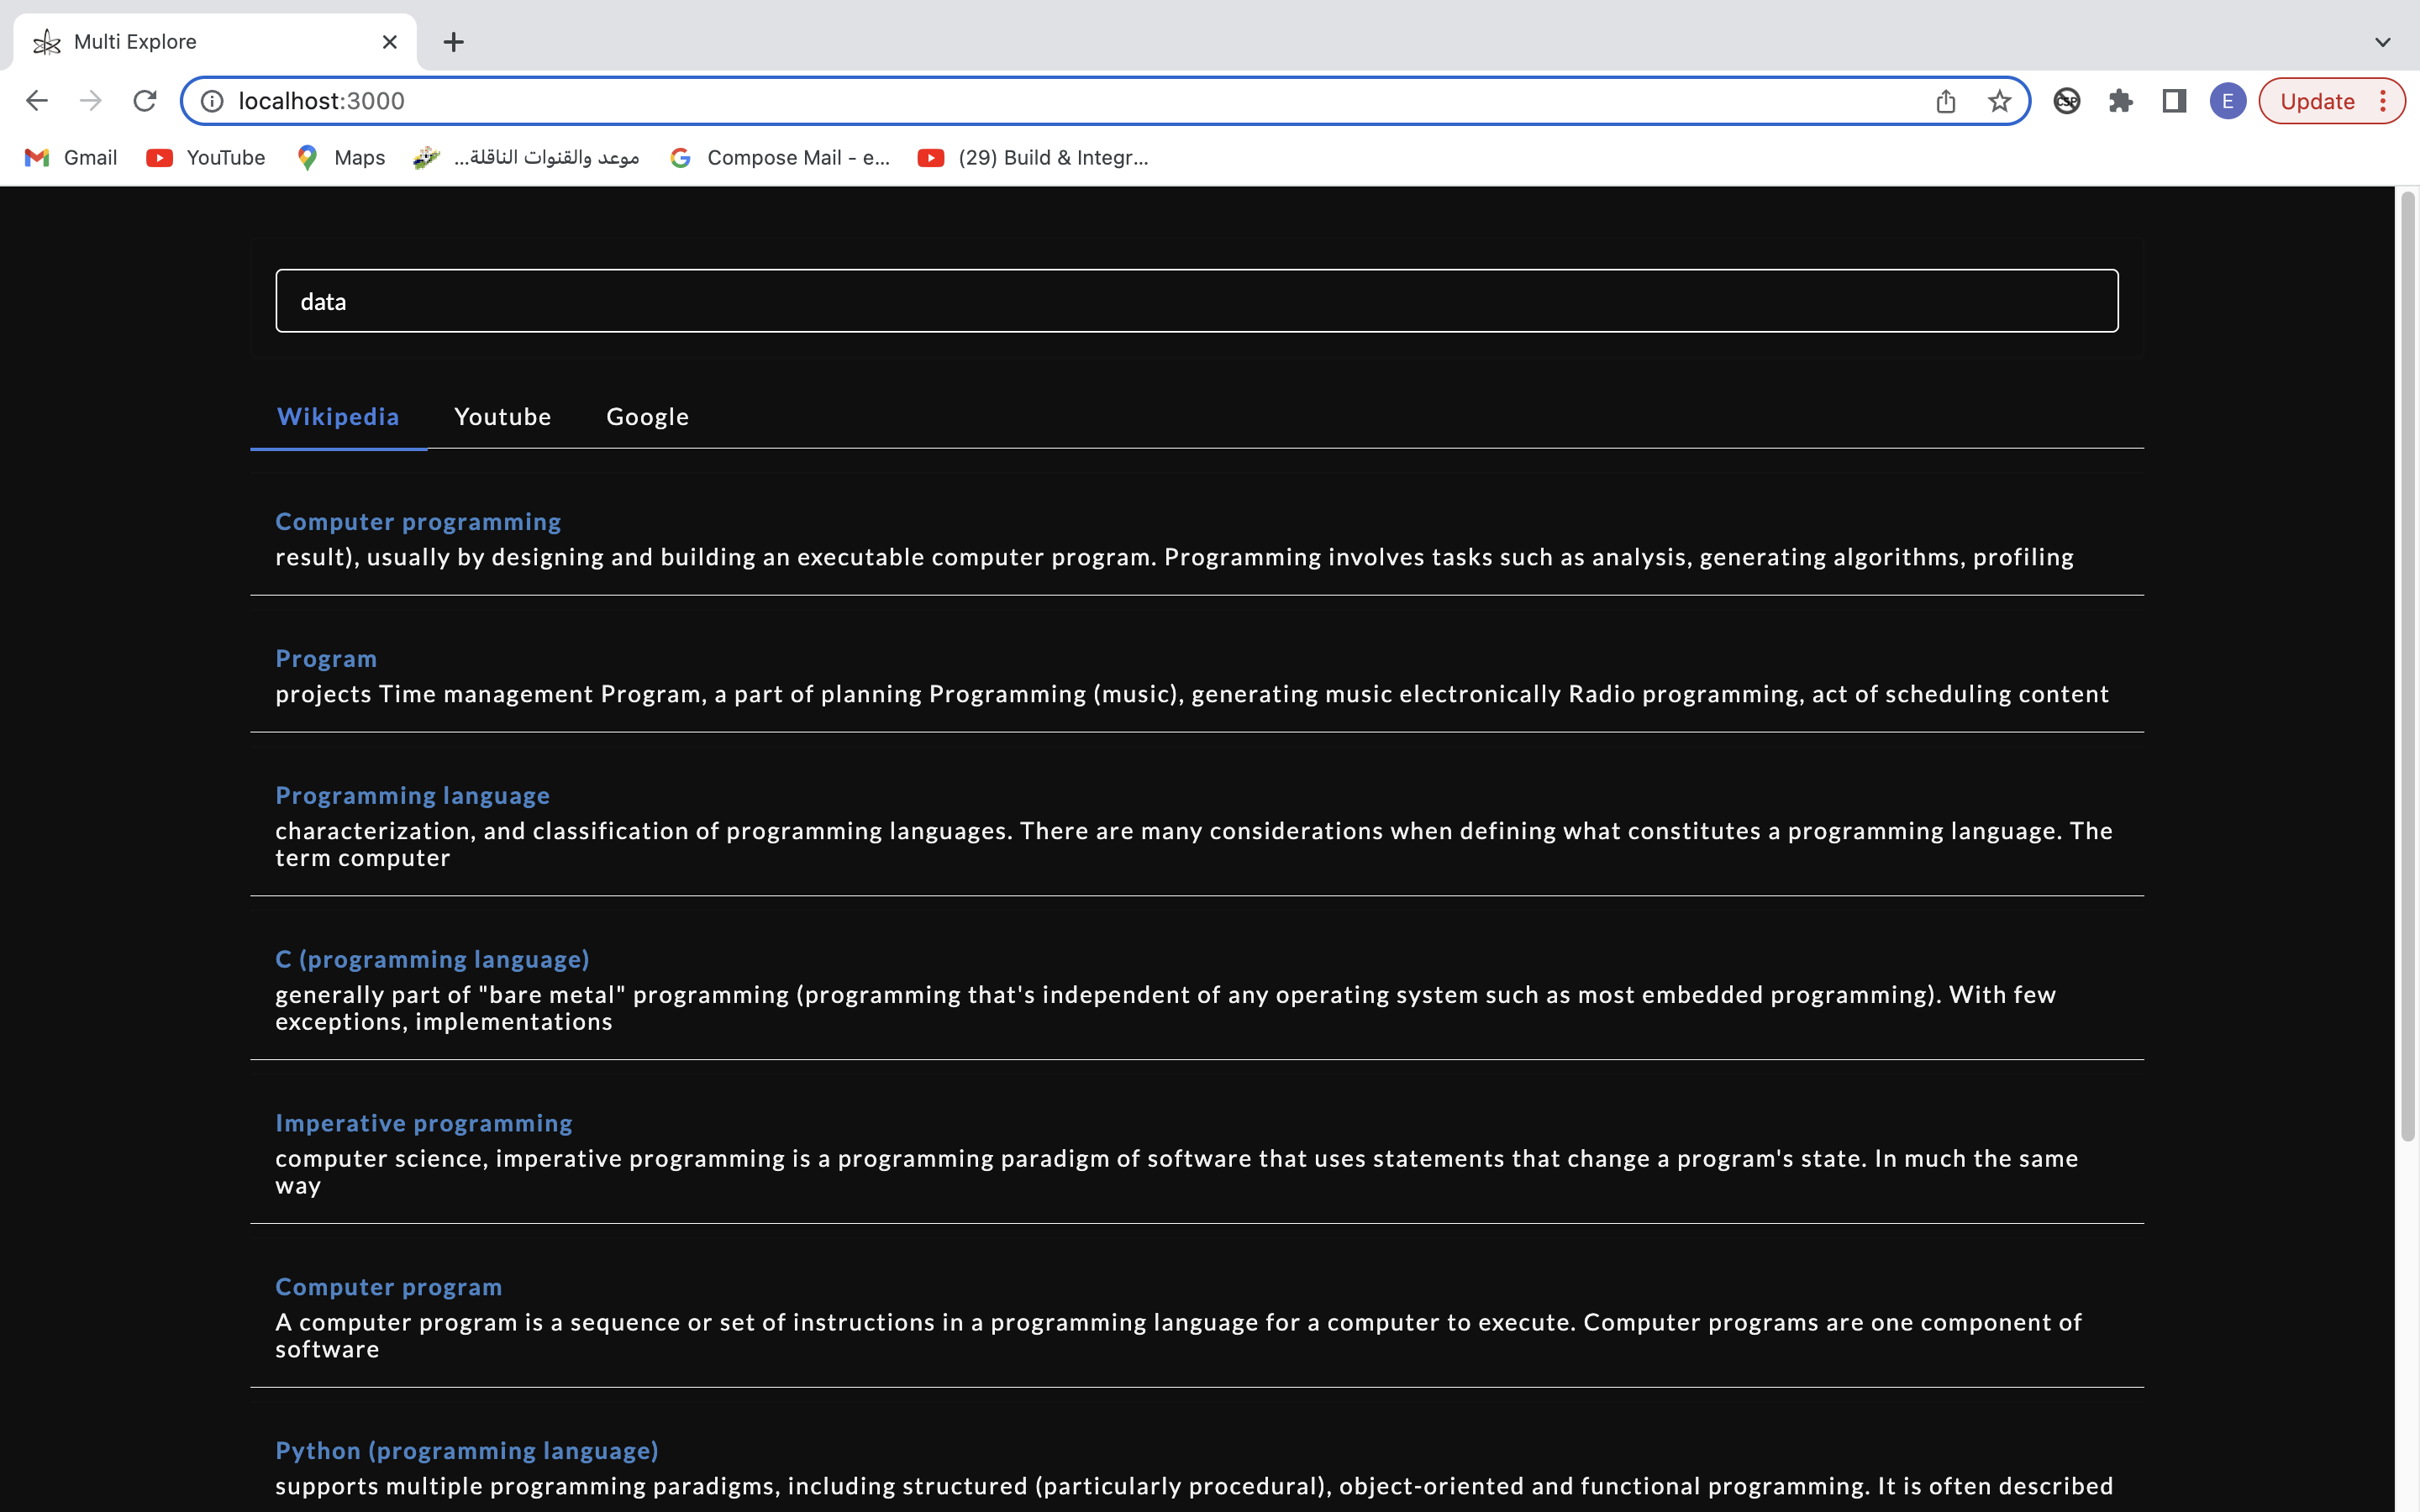 Multi Explore
localhost:3000
E
Update
Gmail
YouTube
Maps
موعد والقنوات الناقلة...
Compose Mail - e...
(29) Build & Integr...
data
Wikipedia
Youtube
Google
Computer programming
result), usually by designing and building an executable computer program. Programming involves tasks such as analysis, generating algorithms, profiling
Program
projects Time management Program, a part of planning Programming (music), generating music electronically Radio programming, act of scheduling content
Programming language
characterization, and classification of programming languages. There are many considerations when defining what constitutes a programming language. The
term computer
C (programming language)
generally part of "bare metal" programming (programming that's independent of any operating system such as most embedded programming). With few
exceptions, implementations
Imperative programming
computer science, imperative programming is a programming paradigm of software that uses statements that change a program's state. In much the same
way
Computer program
A computer program is a sequence or set of instructions in a programming language for a computer to execute. Computer programs are one component of
software
Python (programming language)
supports multiple programming paradigms, including structured (particularly procedural), object-oriented and functional programming. It is often described